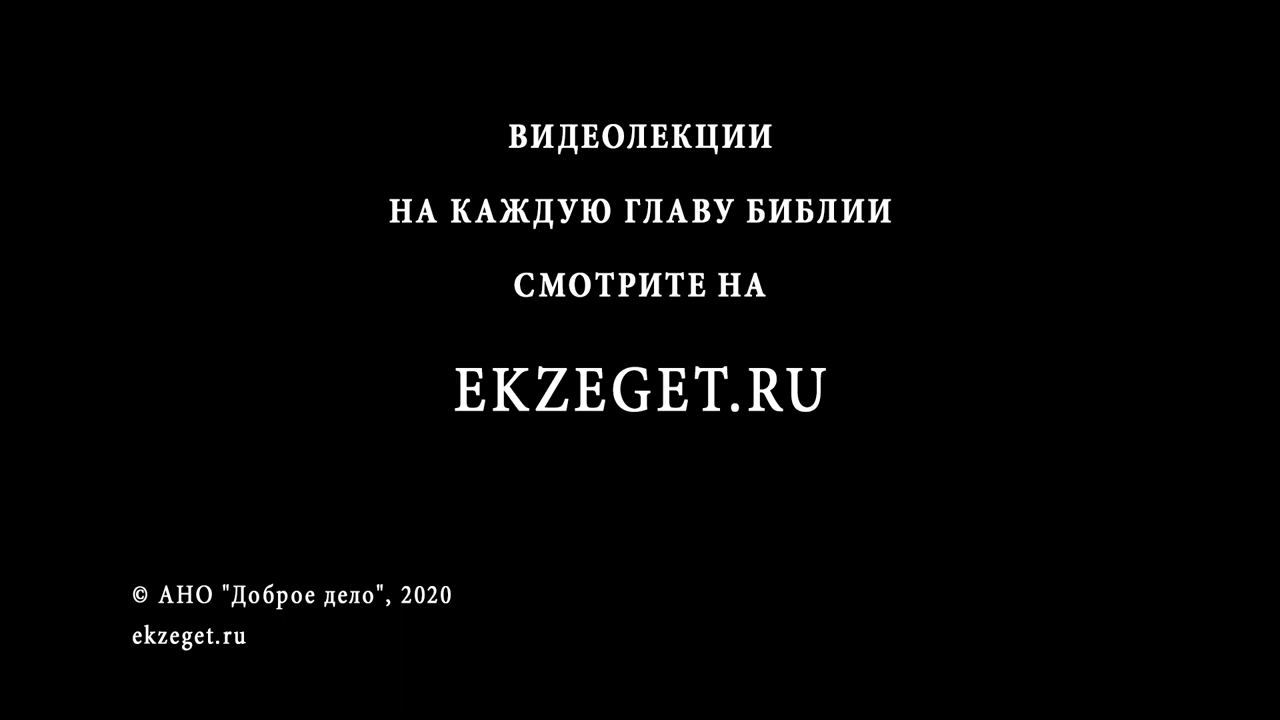 ВИДЕОЛЕКЦИИ
НА КАЖДУЮ ГЛАВУ БИБЛИИ
СМОТРИТЕ НА
EKZEGET.RU
© АНО "Доброе дело", 2020
ekzeget.ru